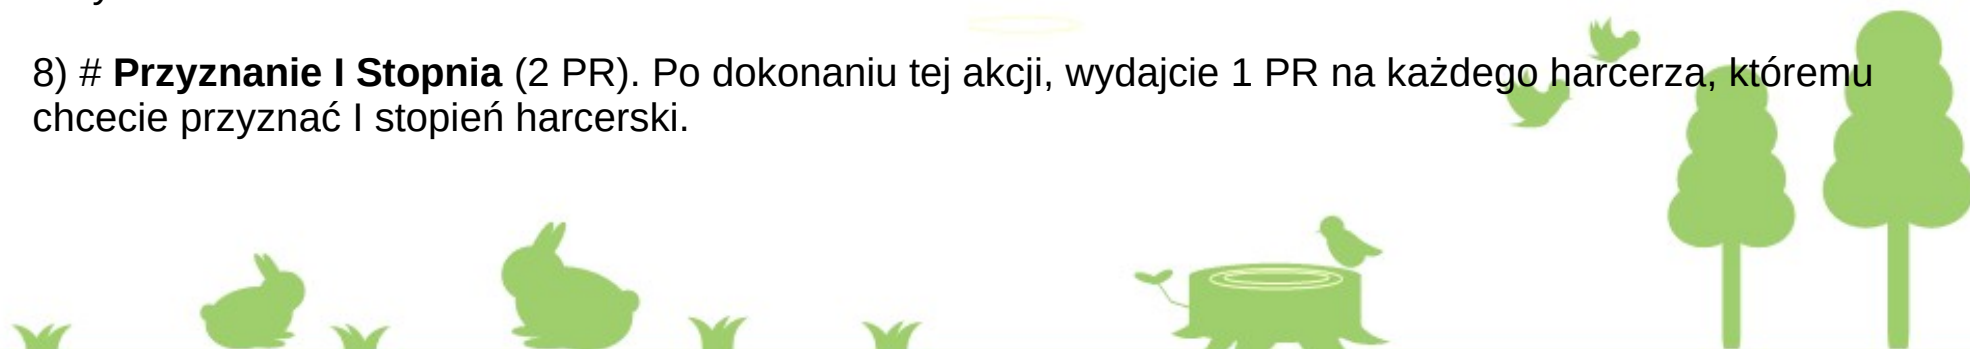 8) # Przyznanie I Stopnia (2 PR). Po dokonaniu tej akcji, wydajcie 1 PR na każdego harcerza, któremu
chcecie przyznać I stopień harcerski.